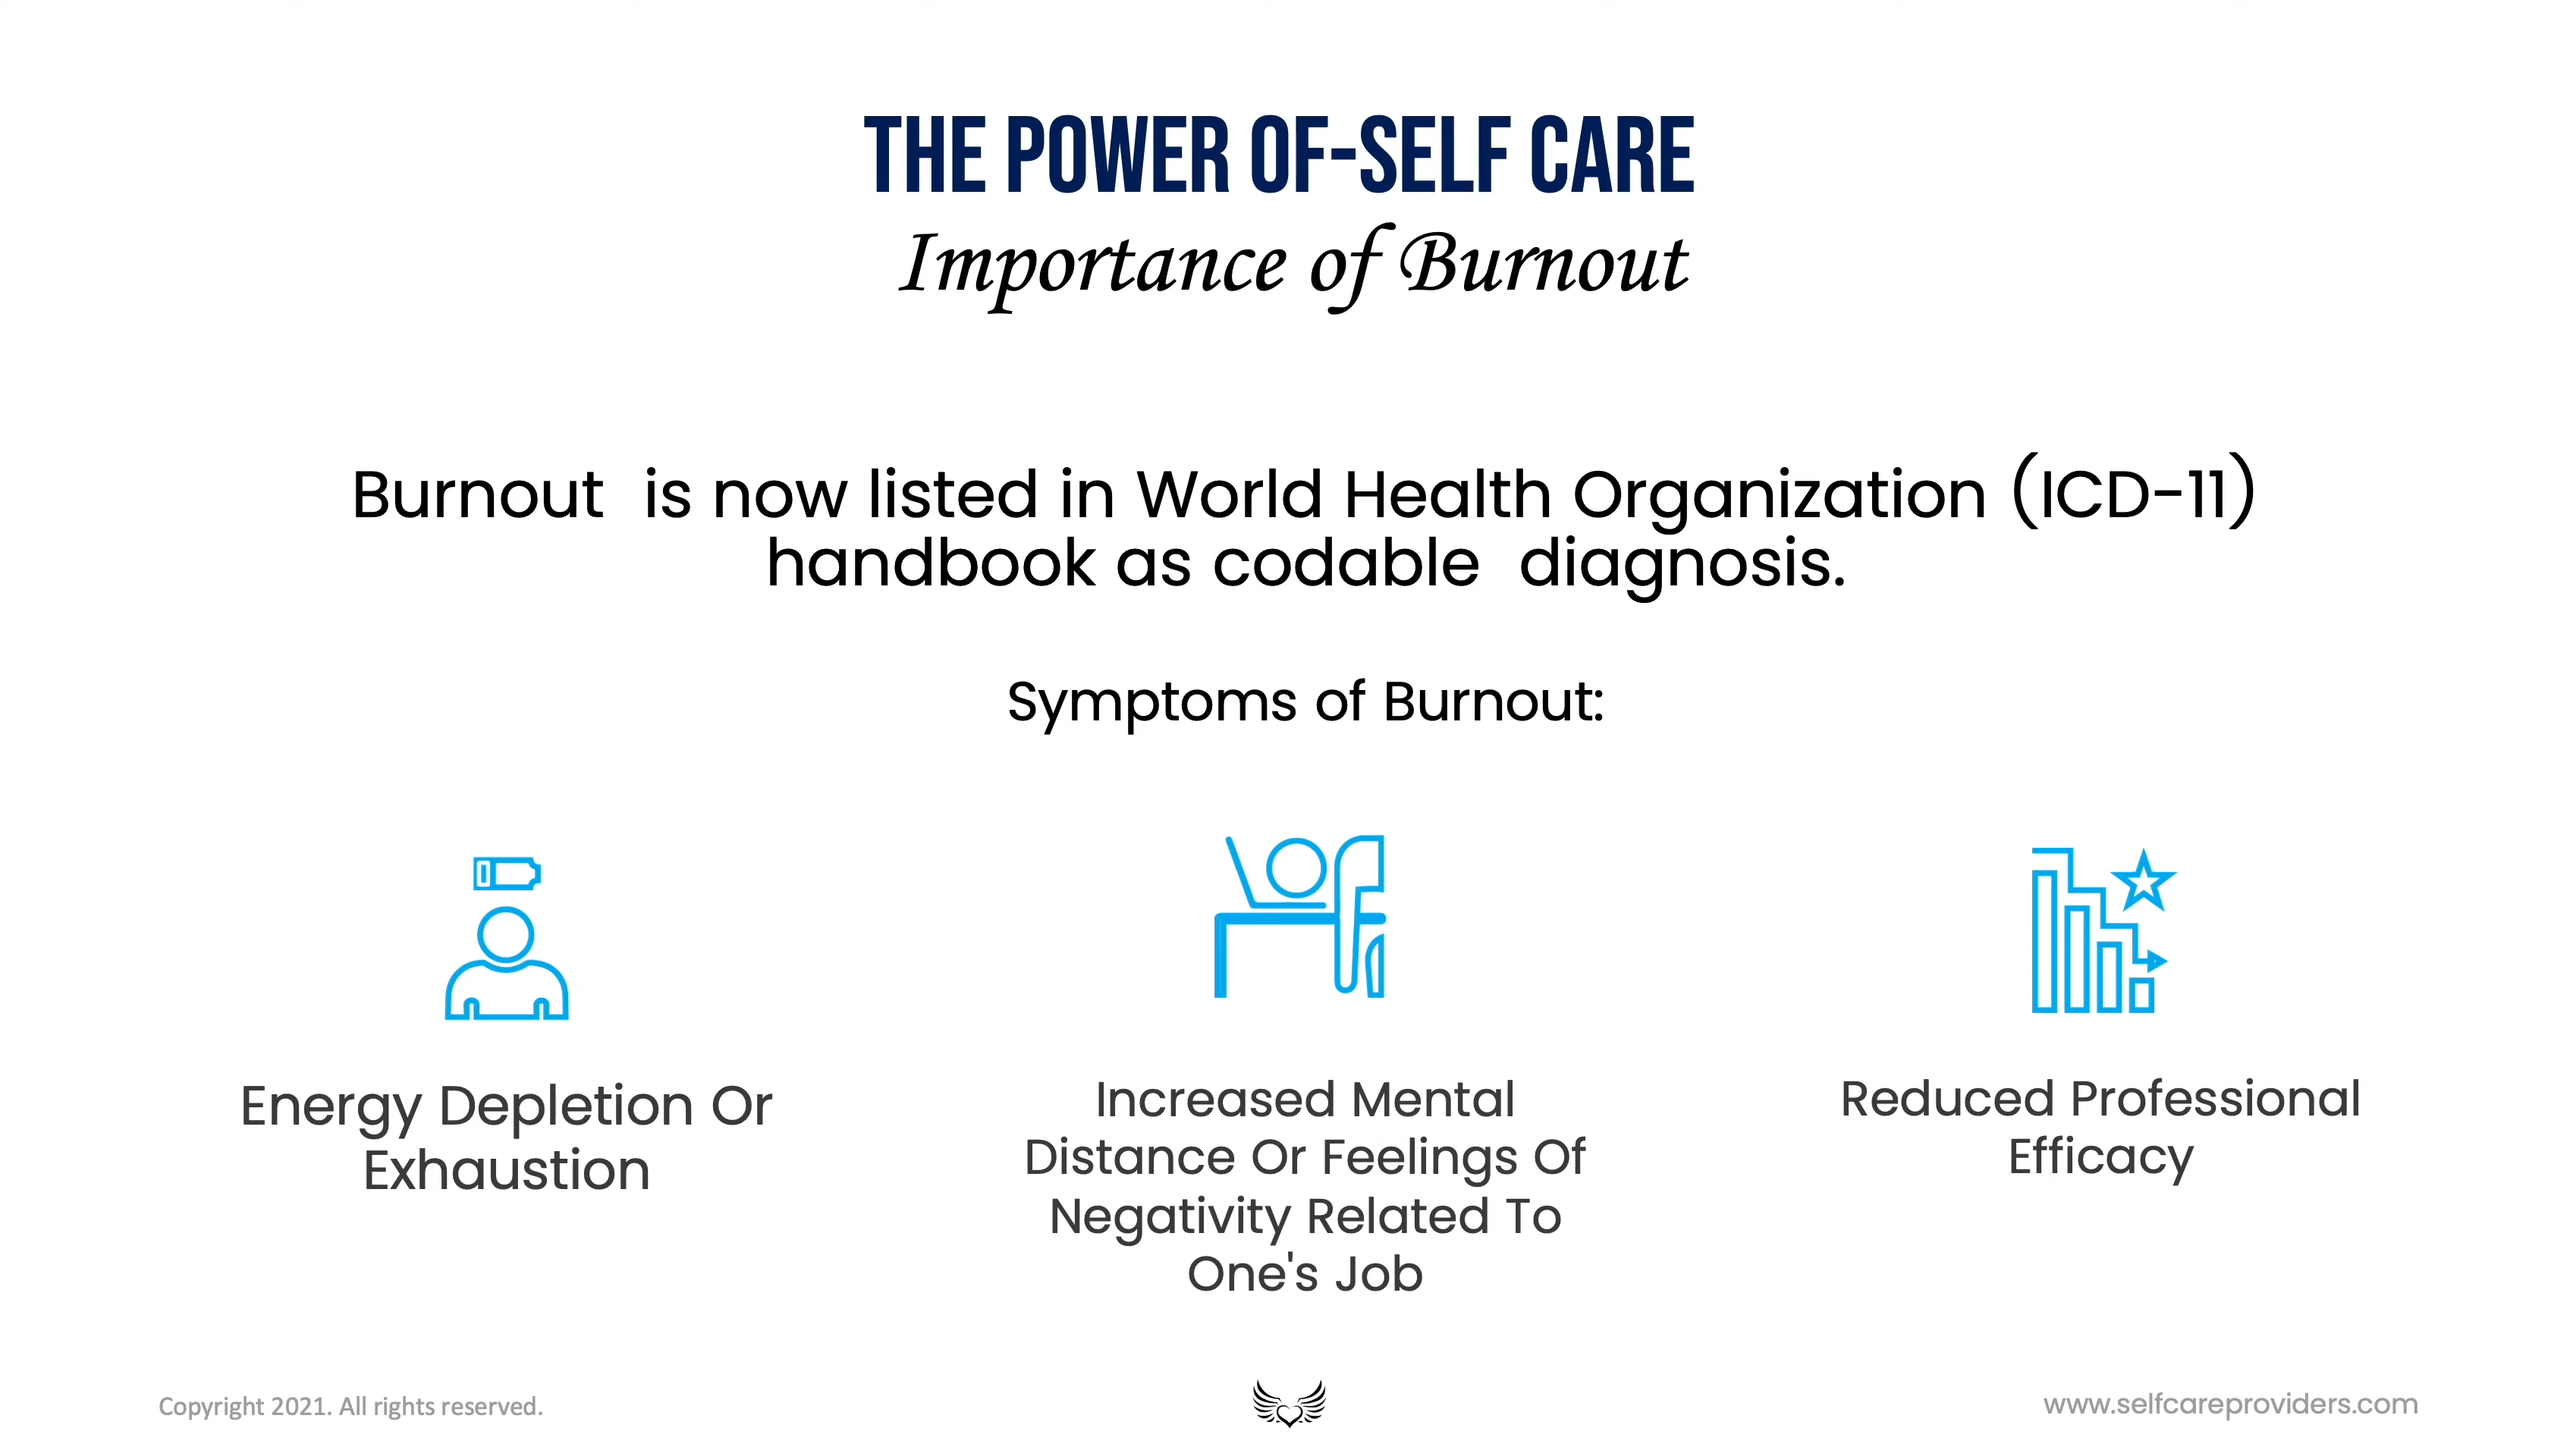 THE POWER OF-SELF CARE
Importance of Burnout
Burnout  is now listed in World Health Organization (ICD-11)
handbook as codable  diagnosis.
Symptoms of Burnout:
Energy Depletion Or
Exhaustion
Increased Mental
Distance Or Feelings Of
Negativity Related To
One's Job
Reduced Professional
Efficacy
Copyright 2021. All rights reserved.
www.selfcareproviders.com